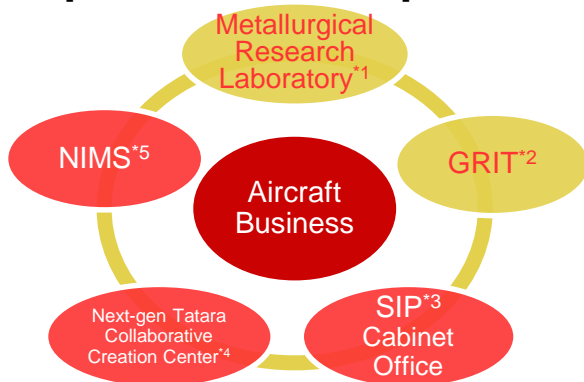 Metallurgical
Research
Laboratory*1
NIMS*5
GRIT*2
Aircraft
Business
Next-gen Tatara
Collaborative
Creation Center*4
SIP*3
Cabinet
Office